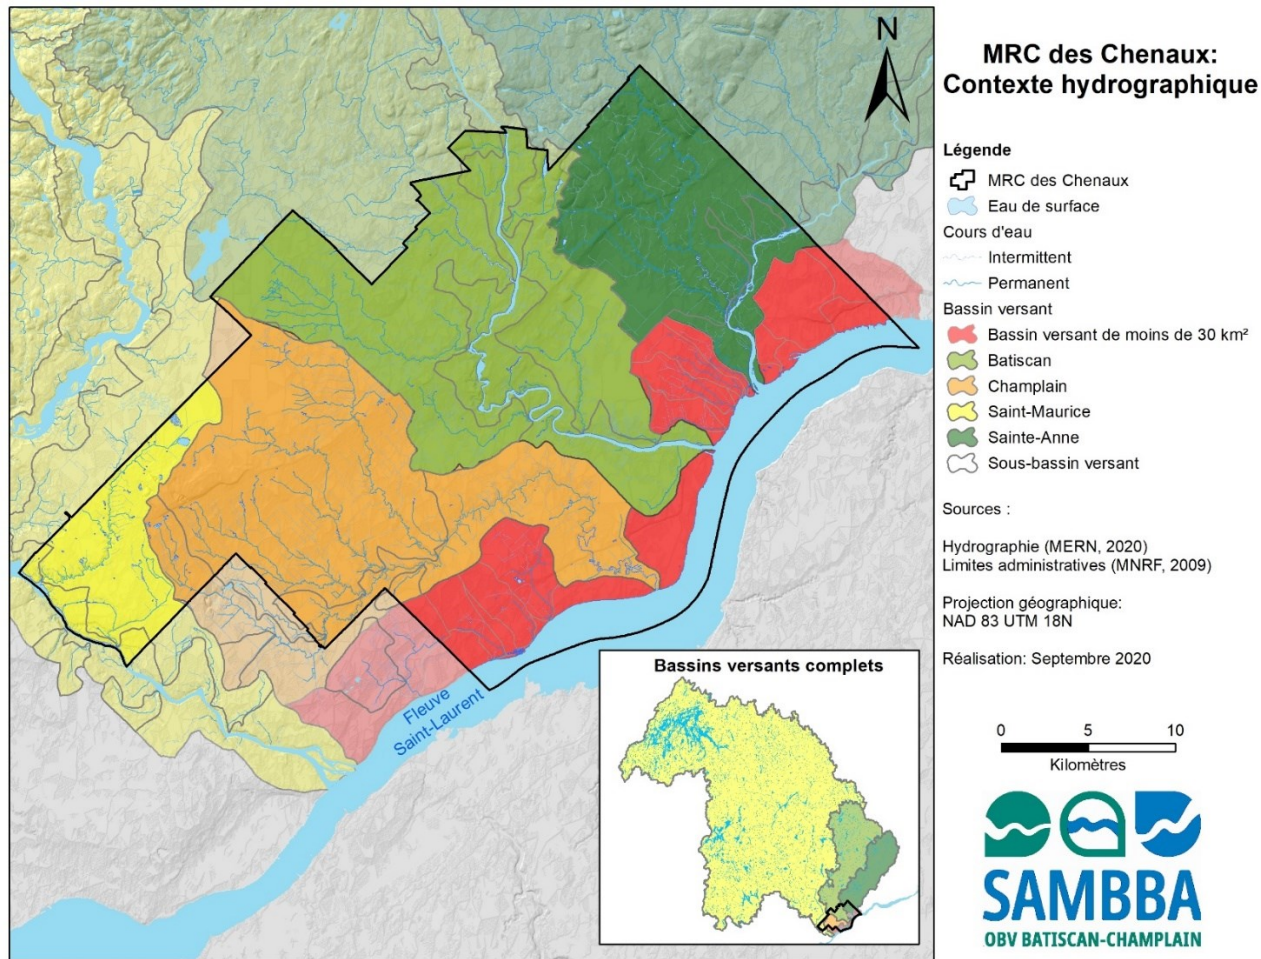 N
MRC des Chenaux:
Contexte hydrographique
Légende
MRC des Chenaux
Eau de surface
Cours d'eau
Intermittent
Permanent
Bassin versant
Bassin versant de moins de 30 km²
Batiscan
Champlain
Saint-Maurice
Sainte-Anne
Sous-bassin versant
Sources :
Hydrographie (MERN, 2020)
Limites administratives (MNRF, 2009)
Projection géographique:
NAD 83 UTM 18N
Réalisation: Septembre 2020
0 5 10
Kilomètres
SAMBBA
OBV BATISCAN-CHAMPLAIN
Fleuve
Saint-Laurent
Bassins versants complets